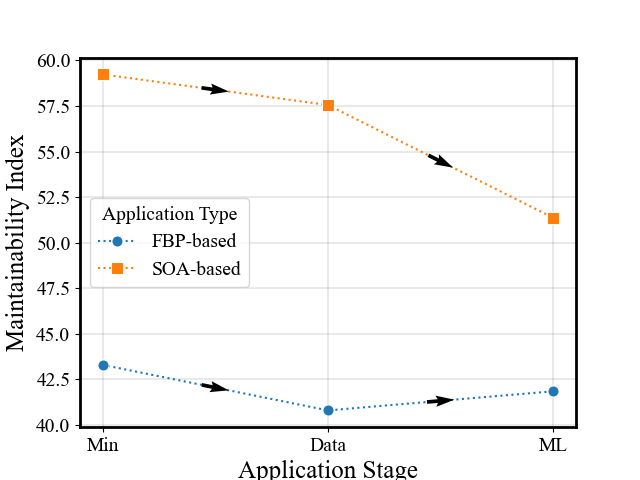 60.0
57.5
55.0
52.5
50.0
47.5
45.0
42.5
40.0
Maintainability Index
Application Type
FBP-based
SOA-based
Min Data ML
Application Stage